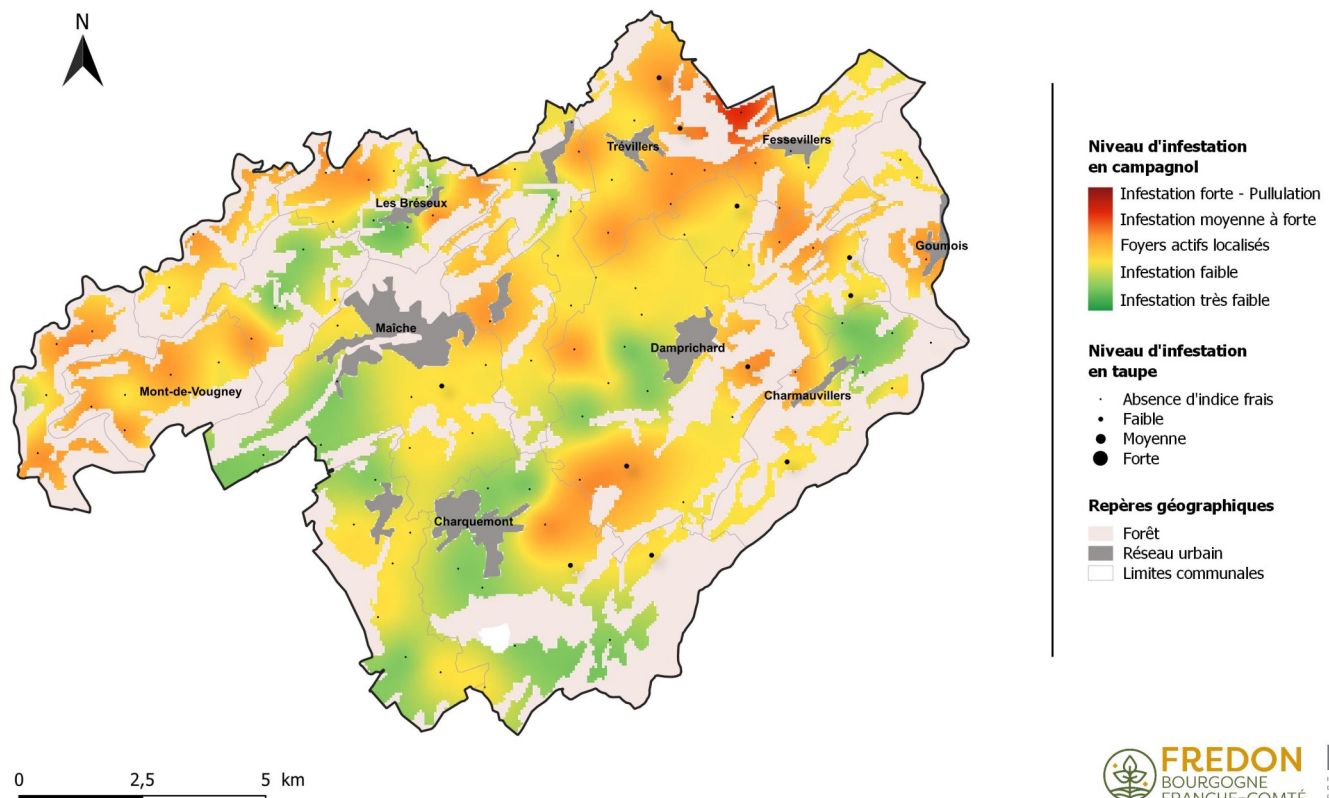 N
Trévillers
Fessevillers
Les Bréseux
Goumois
Maîche
Damprichard
Mont-de-Vougney
Charmauvillers
Charquemont
0 2,5 5 km
Niveau d'infestation
en campagnol
Infestation forte - Pullulation
Infestation moyenne à forte
Foyers actifs localisés
Infestation faible
Infestation très faible
Niveau d'infestation
en taupe
Absence d'indice frais
Faible
Moyenne
Forte
Repères géographiques
Forêt
Réseau urbain
Limites communales
FREDON
BOURGOGNE
FRANCHE-COMTÉ